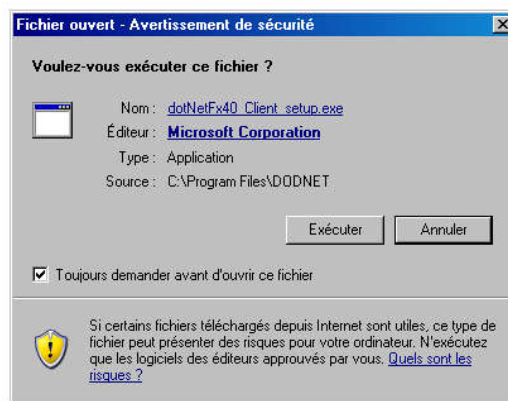 Fichier ouvert - Avertissement de sécurité
Voulez-vous exécuter ce fichier ?
Nom : dotNetFx40_Client_setup.exe
Éditeur : Microsoft Corporation
Type : Application
Source : C:\Program Files\DODNET
Exécuter Annuler
Toujours demander avant d'ouvrir ce fichier
Si certains fichiers téléchargés depuis Internet sont utiles, ce type de
fichier peut présenter des risques pour votre ordinateur. N'exécutez
que les logiciels des éditeurs approuvés par vous. Quels sont les
risques ?